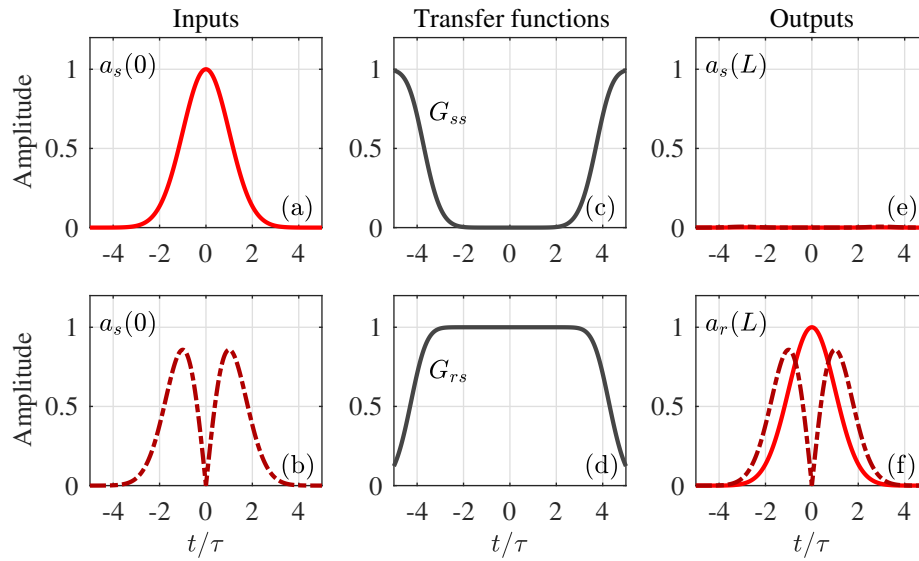 Inputs
Transfer functions
Outputs
Amplitude
1
0.5
0
a_s(0)
(a)
-4 -2 0 2 4
1
0.5
0
G_ss
(c)
-4 -2 0 2 4
1
0.5
0
a_s(L)
(e)
-4 -2 0 2 4
Amplitude
1
0.5
0
a_s(0)
(b)
-4 -2 0 2 4
t/τ
1
0.5
0
G_rs
(d)
-4 -2 0 2 4
t/τ
1
0.5
0
a_r(L)
(f)
-4 -2 0 2 4
t/τ